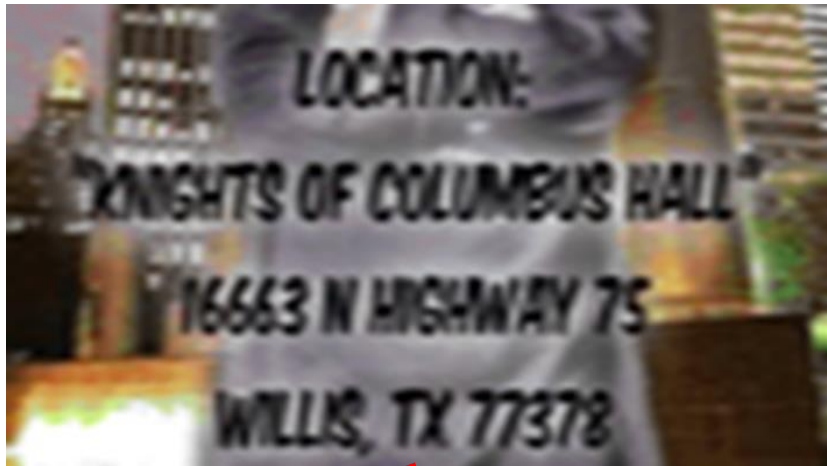 LOCATION:
"KNIGHTS OF COLUMBUS HALL"
16663 N HIGHWAY 75
WILLIS, TX 77378